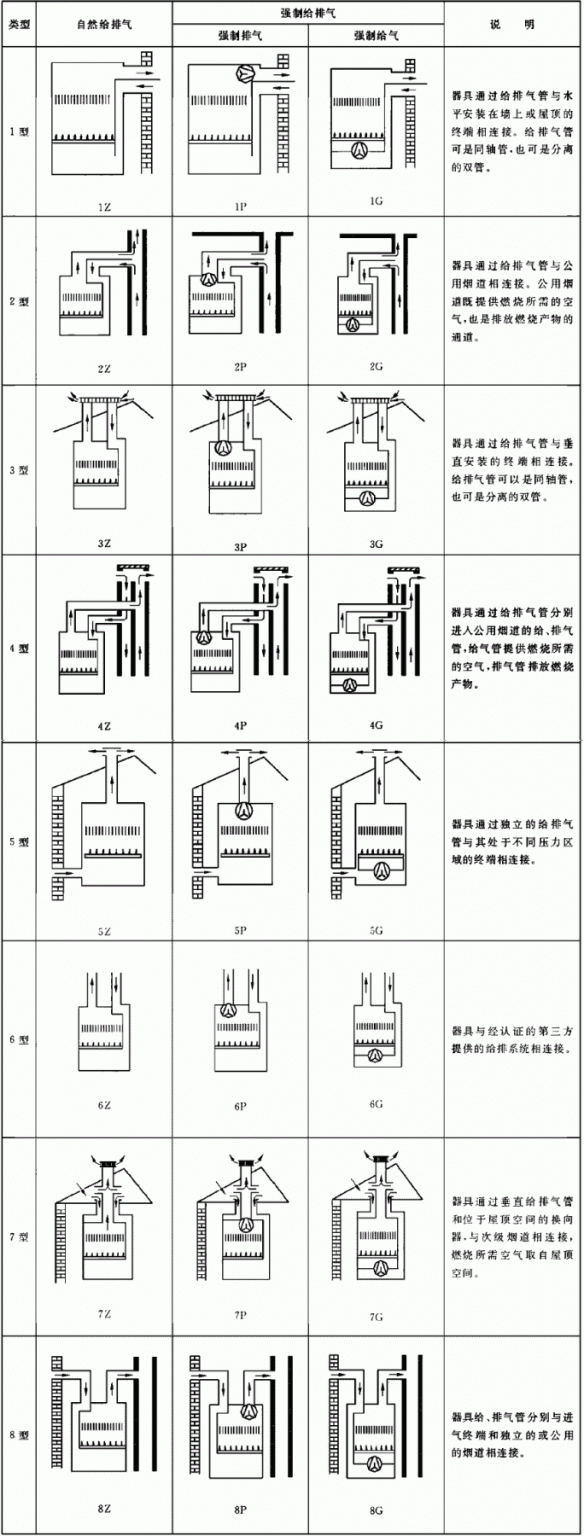 类型
自然给排气
强制给排气
强制排气
强制给气
说 明
1型
1Z
1P
1G
器具通过给排气管与水
平安装在墙上或屋顶的
终端相连接。给排气管
可是同轴管,也可是分离
的双管。
2型
2Z
2P
2G
器具通过给排气管与公
用烟道相连接。公用烟
道既提供燃烧所需的空
气,也是排放燃烧产物的
通道。
3型
3Z
3P
3G
器具通过给排气管与垂
直安装的终端相连接。
给排气管可以是同轴管,
也可是分离的双管。
4型
4Z
4P
4G
器具通过给排气管分别
进入公用烟道的给、排气
管,给气管提供燃烧所需
的空气,排气管排放燃烧
产物。
5型
5Z
5P
5G
器具通过独立的给排气
管与其处于不同压力区
域的终端相连接。
6型
6Z
6P
6G
器具与经认证的第三方
提供的给排系统相连接。
7型
7Z
7P
7G
器具通过垂直给排气管
和位于屋顶空间的换向
器,与次级烟道相连接,
燃烧所需空气取自屋顶
空间。
8型
8Z
8P
8G
器具给、排气管分别与进
气终端和独立的或公用
的烟道相连接。